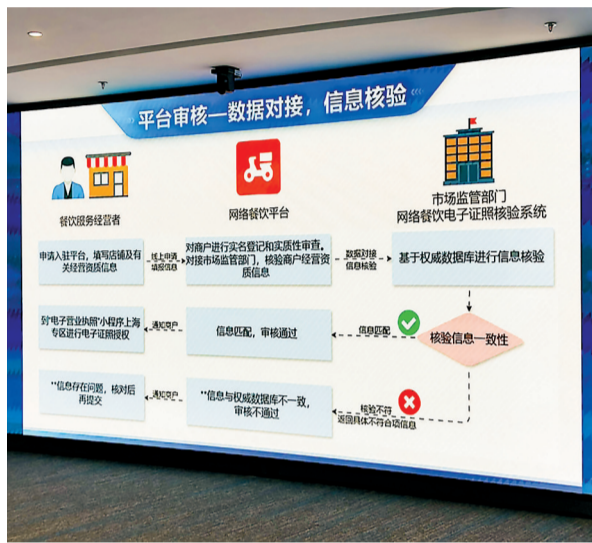 平台审核—数据对接，信息核验
餐饮服务经营者
网络餐饮平台
市场监管部门
网络餐饮电子证照核验系统
申请入驻平台，填写店铺及有
关经营资质信息
线上申请
填报信息
对商户进行实名登记和实质性审查。
对接市场监管部门，核验商户经营资
质信息
数据对接
信息核验
基于权威数据库进行信息核验
到“电子营业执照”小程序上海
专区进行电子证照授权
通知商户
信息匹配，审核通过
信息匹配
核验信息一致性
**信息存在问题，核对后
再提交
通知商户
**信息与权威数据库不一致，
审核不通过
核验不符
返回具体不符合项信息